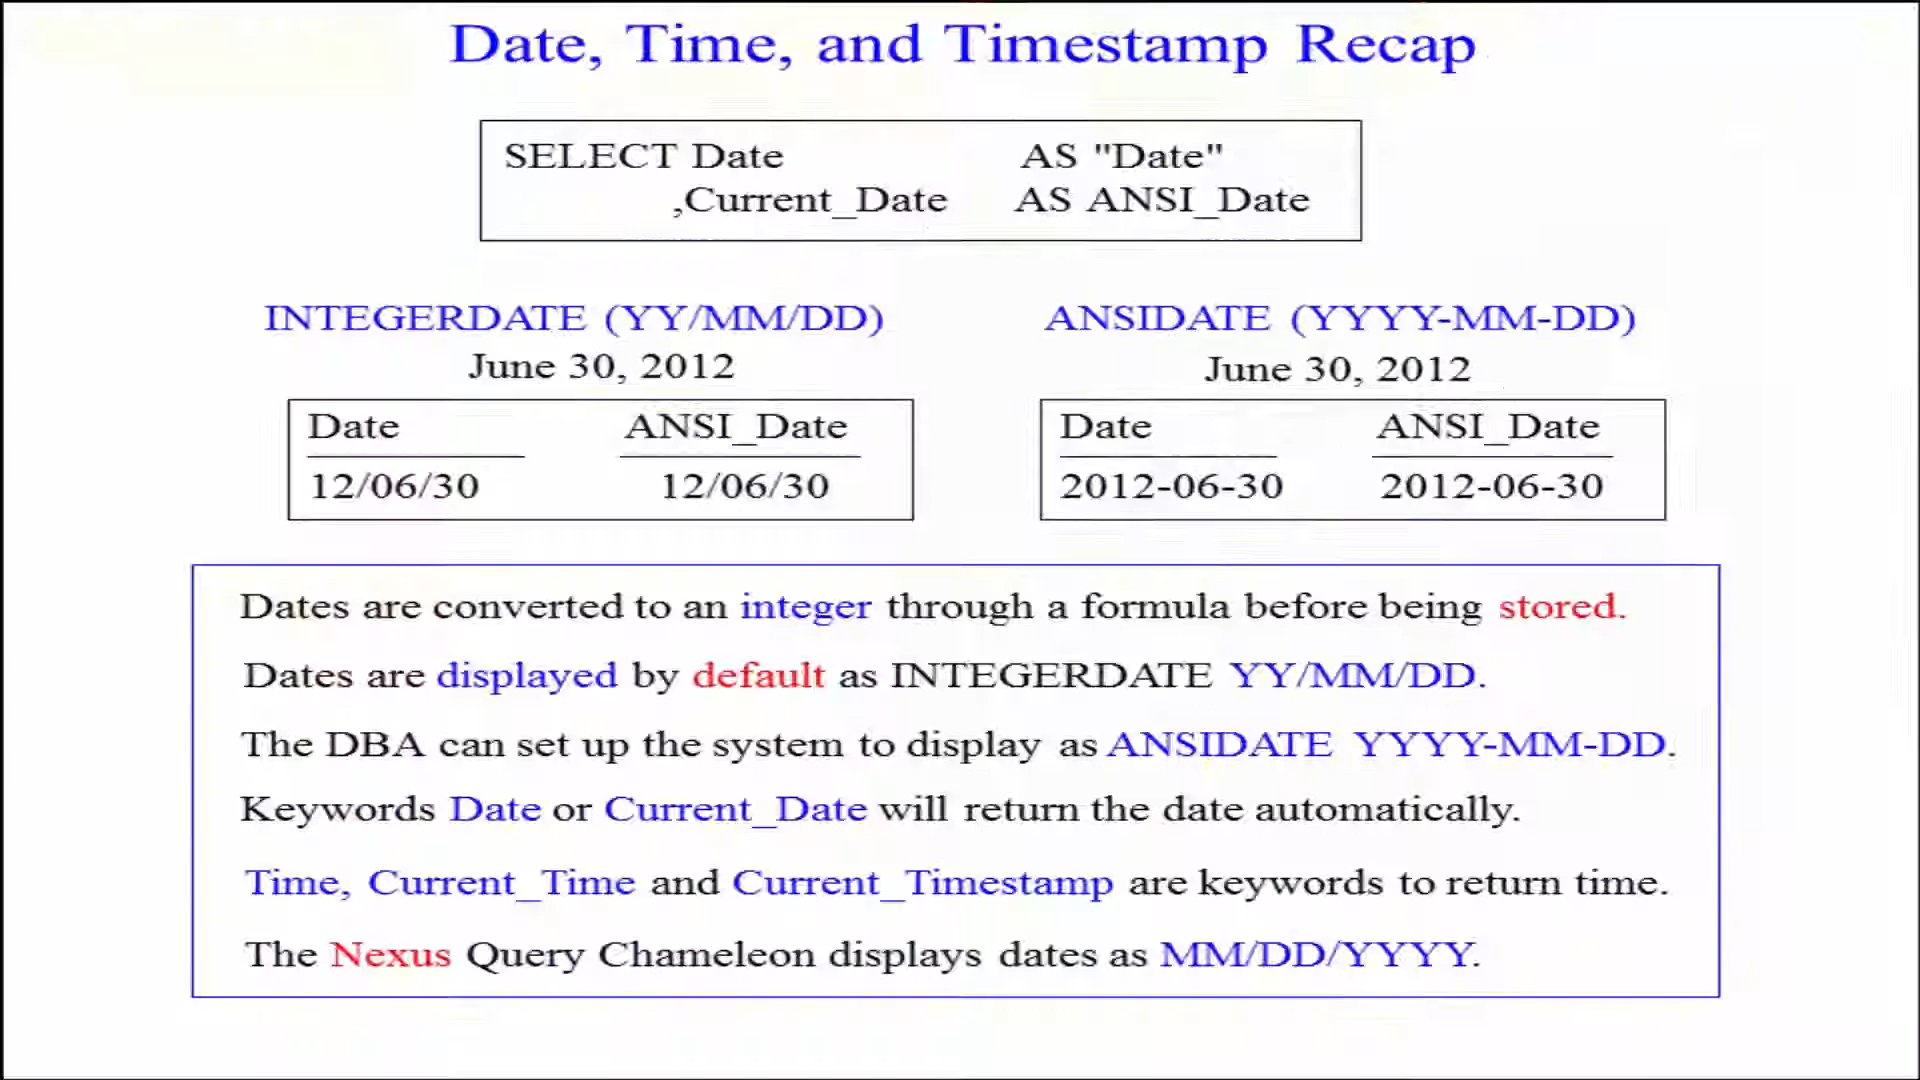 Date, Time, and Timestamp Recap
SELECT Date AS "Date"
,Current_Date AS ANSI_Date
INTEGERDATE (YY/MM/DD)
June 30, 2012
Date ANSI_Date
12/06/30 12/06/30
ANSIDATE (YYYY-MM-DD)
June 30, 2012
Date ANSI_Date
2012-06-30 2012-06-30
Dates are converted to an integer through a formula before being stored.
Dates are displayed by default as INTEGERDATE YY/MM/DD.
The DBA can set up the system to display as ANSIDATE YYYY-MM-DD.
Keywords Date or Current_Date will return the date automatically.
Time, Current_Time and Current_Timestamp are keywords to return time.
The Nexus Query Chameleon displays dates as MM/DD/YYYY.